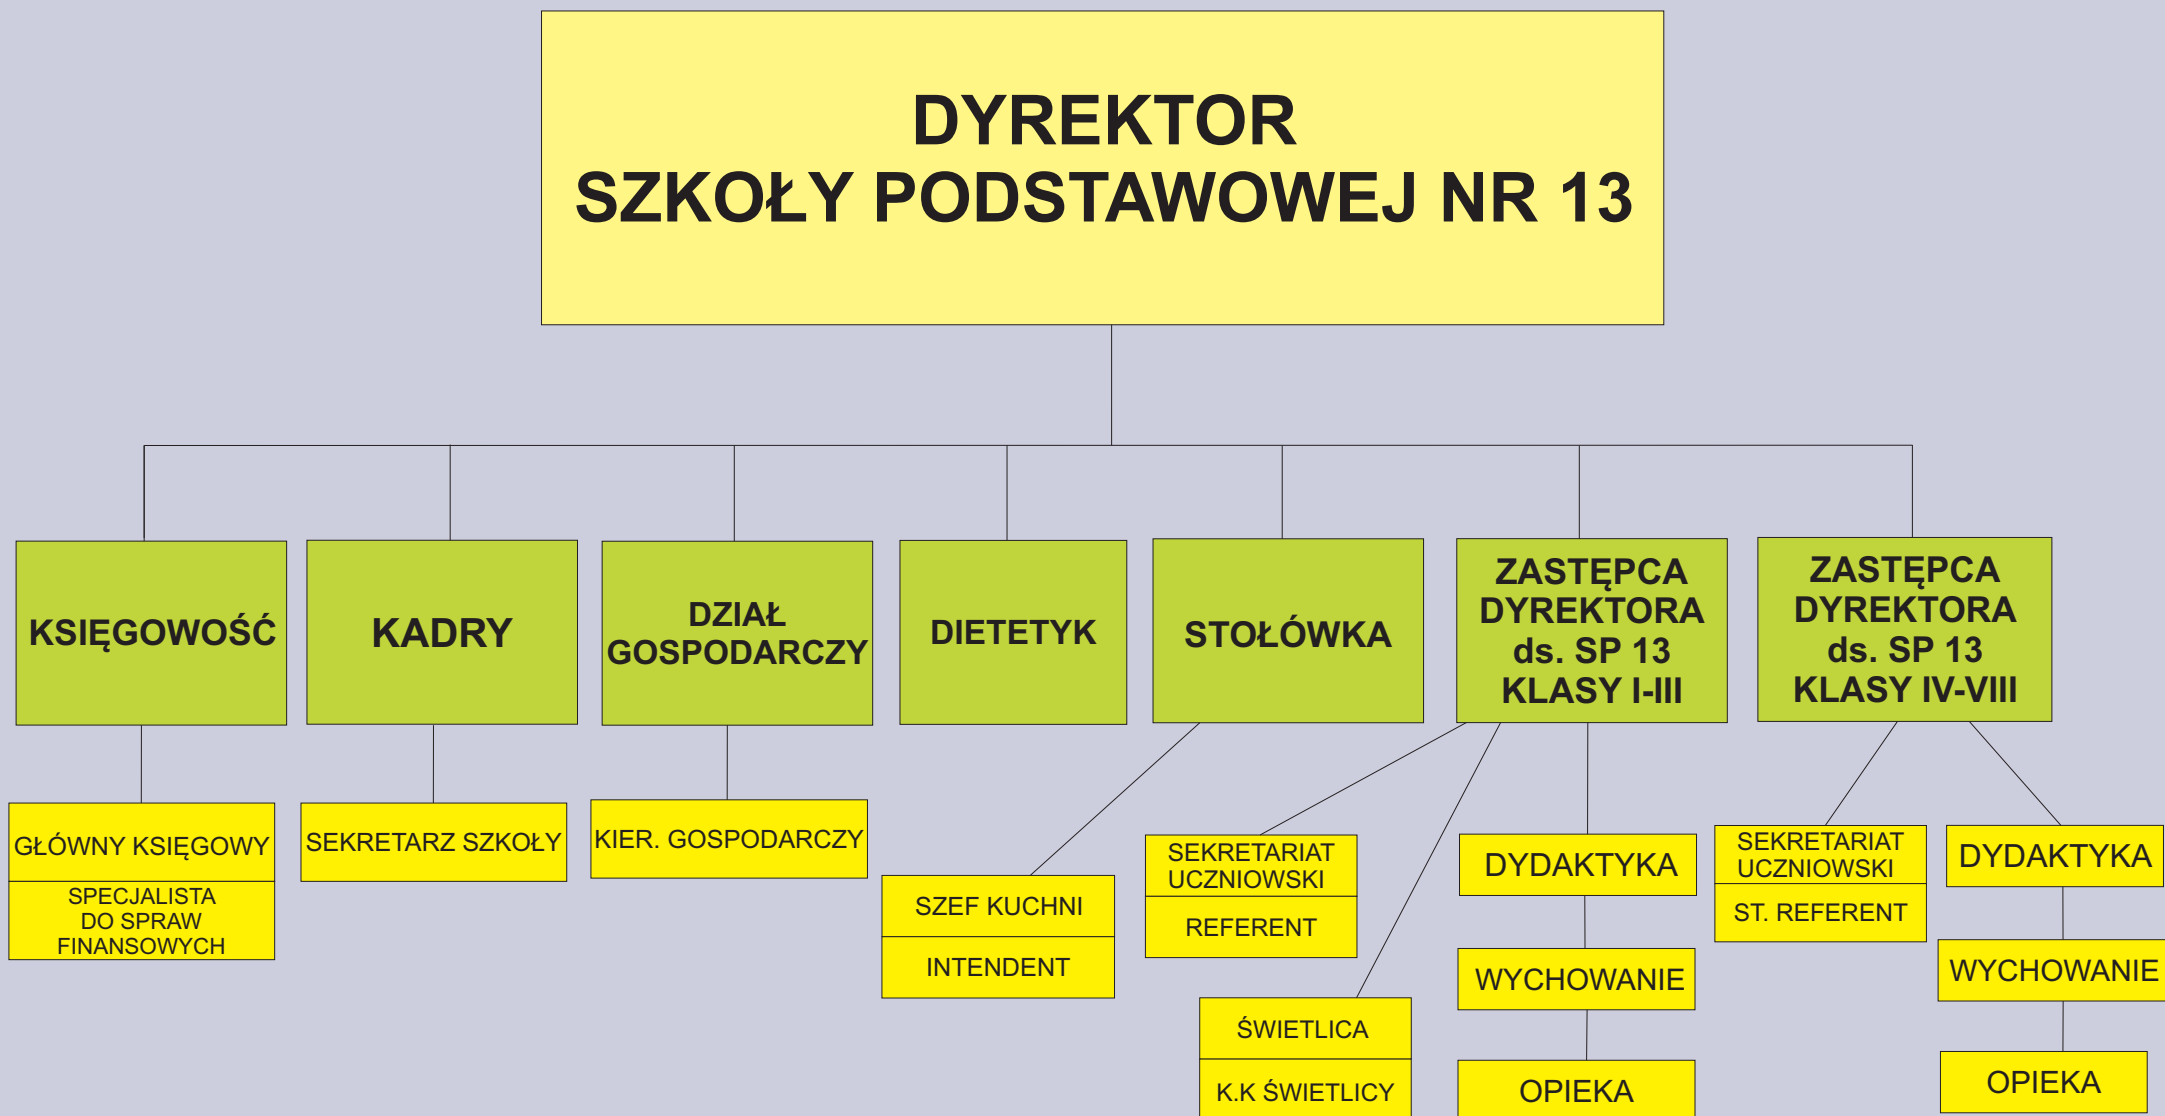 DYREKTOR
SZKOŁY PODSTAWOWEJ NR 13
KSIĘGOWOŚĆ
KADRY
DZIAŁ
GOSPODARCZY
DIETETYK
STOŁÓWKA
ZASTĘPCA
DYREKTORA
ds. SP 13
KLASY I-III
ZASTĘPCA
DYREKTORA
ds. SP 13
KLASY IV-VIII
GŁÓWNY KSIĘGOWY
SPECJALISTA
DO SPRAW
FINANSOWYCH
SEKRETARZ SZKOŁY
KIER. GOSPODARCZY
SZEF KUCHNI
INTENDENT
SEKRETARIAT
UCZNIOWSKI
REFERENT
ŚWIETLICA
K.K ŚWIETLICY
DYDAKTYKA
WYCHOWANIE
OPIEKA
SEKRETARIAT
UCZNIOWSKI
ST. REFERENT
DYDAKTYKA
WYCHOWANIE
OPIEKA